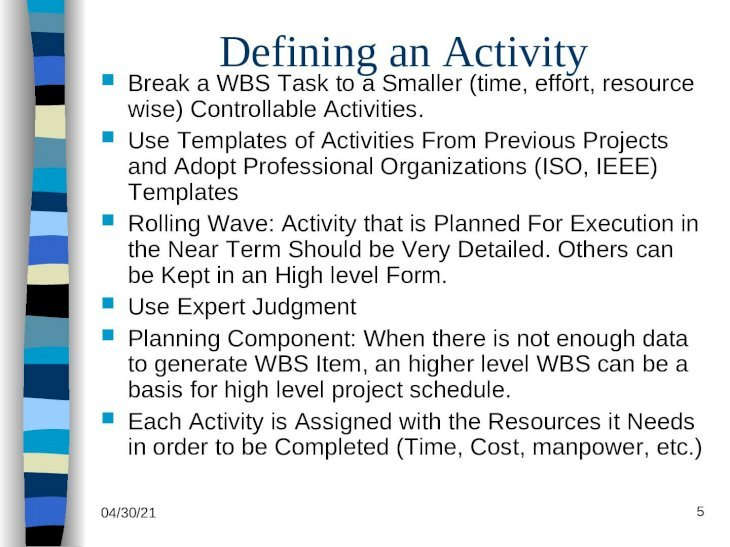 Defining an Activity
Break a WBS Task to a Smaller (time, effort, resource
wise) Controllable Activities.
Use Templates of Activities From Previous Projects
and Adopt Professional Organizations (ISO, IEEE)
Templates
Rolling Wave: Activity that is Planned For Execution in
the Near Term Should be Very Detailed. Others can
be Kept in an High level Form.
Use Expert Judgment
Planning Component: When there is not enough data
to generate WBS Item, an higher level WBS can be a
basis for high level project schedule.
Each Activity is Assigned with the Resources it Needs
in order to be Completed (Time, Cost, manpower, etc.)
04/30/21
5